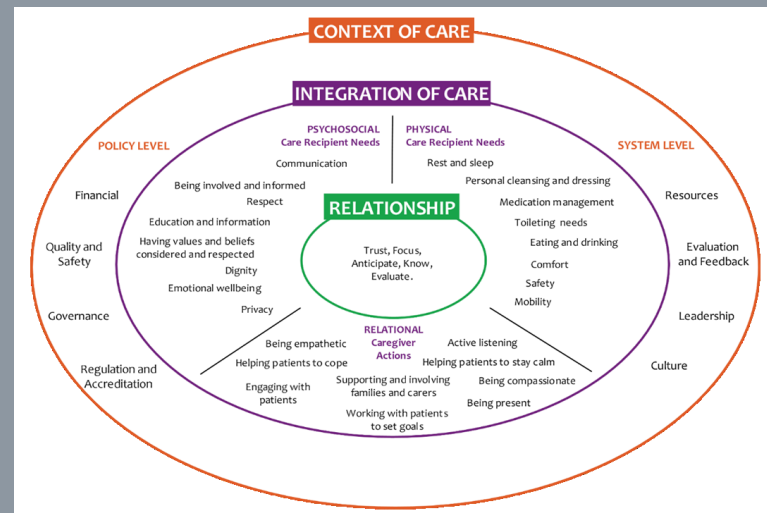 CONTEXT OF CARE
INTEGRATION OF CARE
POLICY LEVEL
Financial
Quality and
Safety
Governance
Regulation and
Accreditation
PSYCHOSOCIAL
Care Recipient Needs
Communication
Being involved and informed
Respect
Education and information
Having values and beliefs
considered and respected
Dignity
Emotional wellbeing
Privacy
PHYSICAL
Care Recipient Needs
Rest and sleep
Personal cleansing and dressing
Medication management
Toileting needs
Eating and drinking
Comfort
Safety
Mobility
SYSTEM LEVEL
Resources
Evaluation
and Feedback
Leadership
Culture
RELATIONSHIP
Trust, Focus,
Anticipate, Know,
Evaluate.
RELATIONAL
Caregiver
Actions
Being empathetic
Helping patients to cope
Engaging with
patients
Supporting and involving
families and carers
Working with patients
to set goals
Active listening
Helping patients to stay calm
Being compassionate
Being present